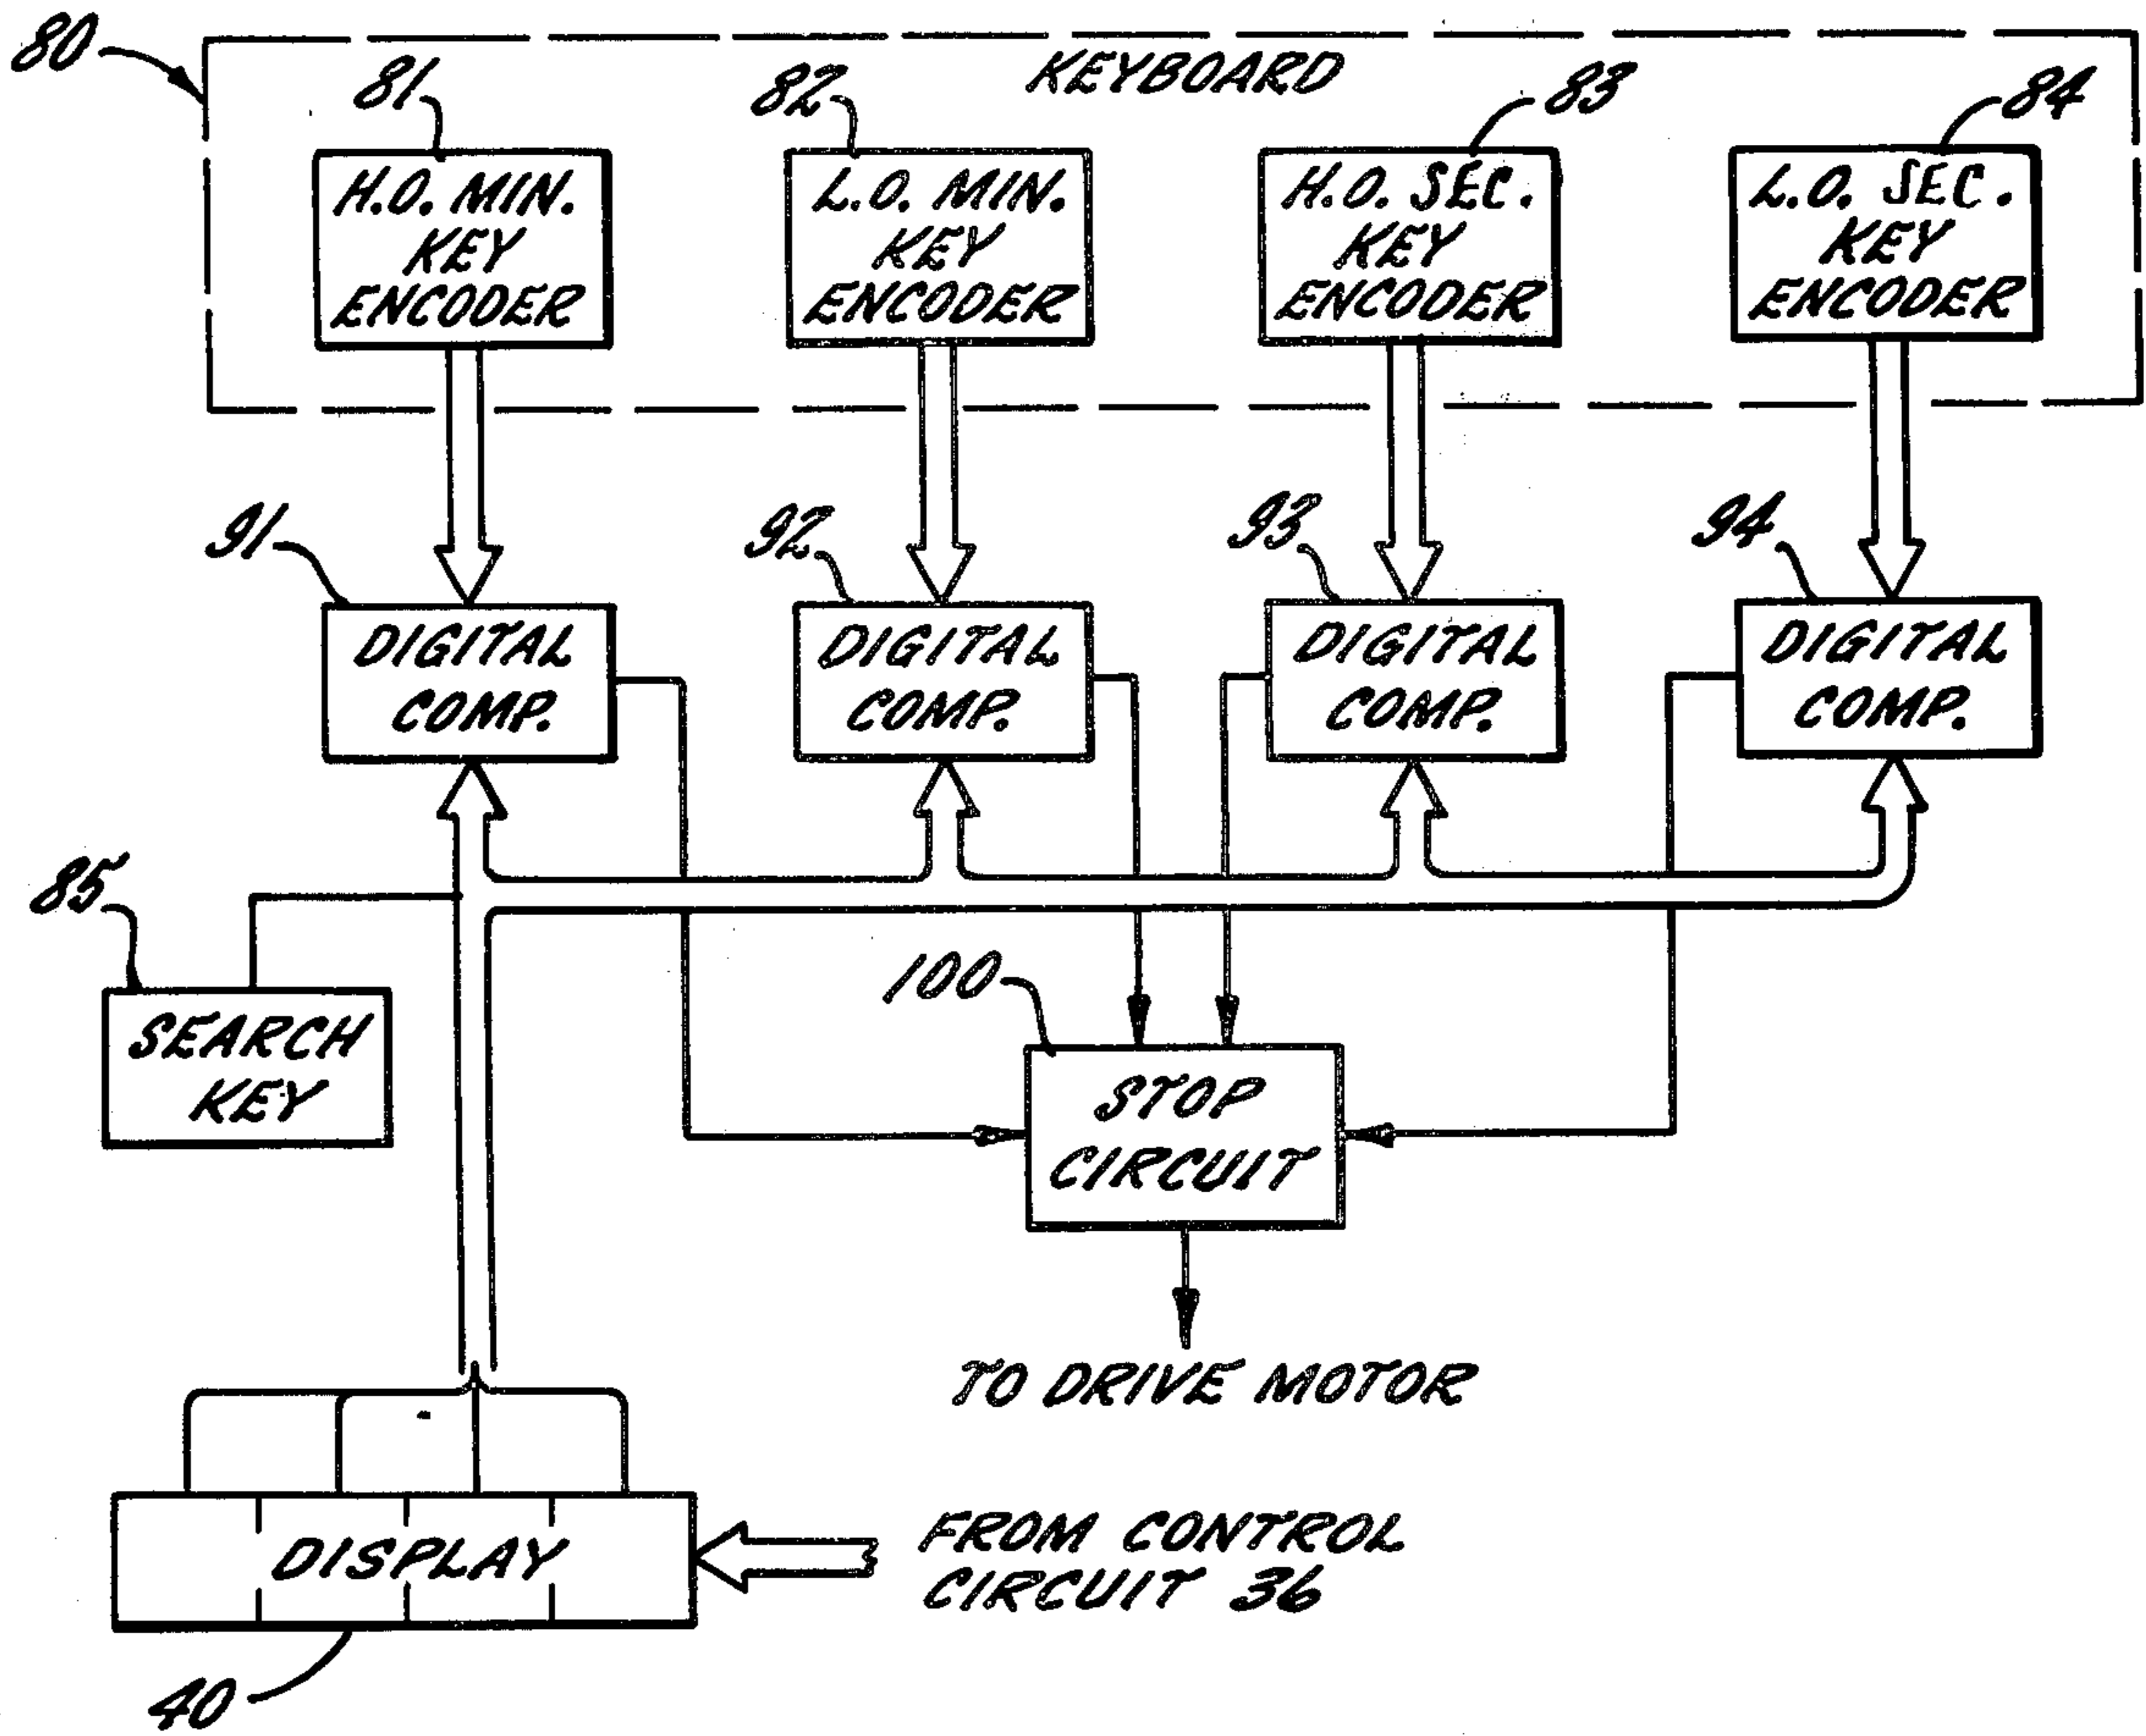 80
KEYBOARD
81
82
83
84
H.O. MIN.
KEY
ENCODER
L.O. MIN.
KEY
ENCODER
H.O. SEC.
KEY
ENCODER
L.O. SEC.
KEY
ENCODER
91
92
93
94
DIGITAL
COMP.
DIGITAL
COMP.
DIGITAL
COMP.
DIGITAL
COMP.
85
SEARCH
KEY
100
STOP
CIRCUIT
TO DRIVE MOTOR
DISPLAY
FROM CONTROL
CIRCUIT 36
40